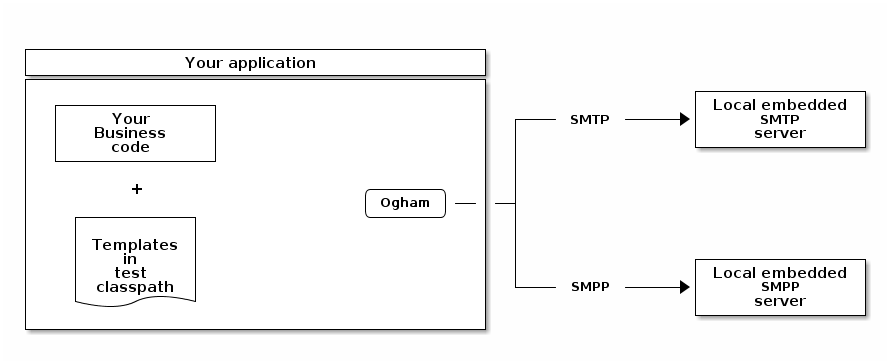 Your application
Your
Business
code
+
Templates
in
test
classpath
Ogham
SMTP
Local embedded
SMTP
server
SMPP
Local embedded
SMPP
server